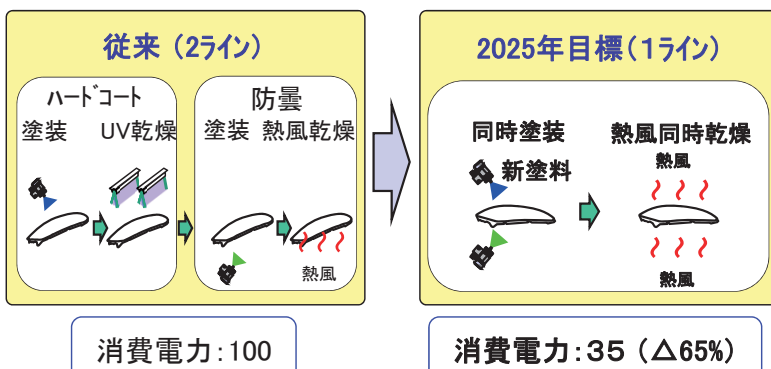 従来（2ライン）
ハードコート
塗装 UV乾燥
防曇
塗装 熱風乾燥
熱風
消費電力：100
2025年目標（1ライン）
同時塗装
新塗料
熱風同時乾燥
熱風
熱風
消費電力：35（△65%）